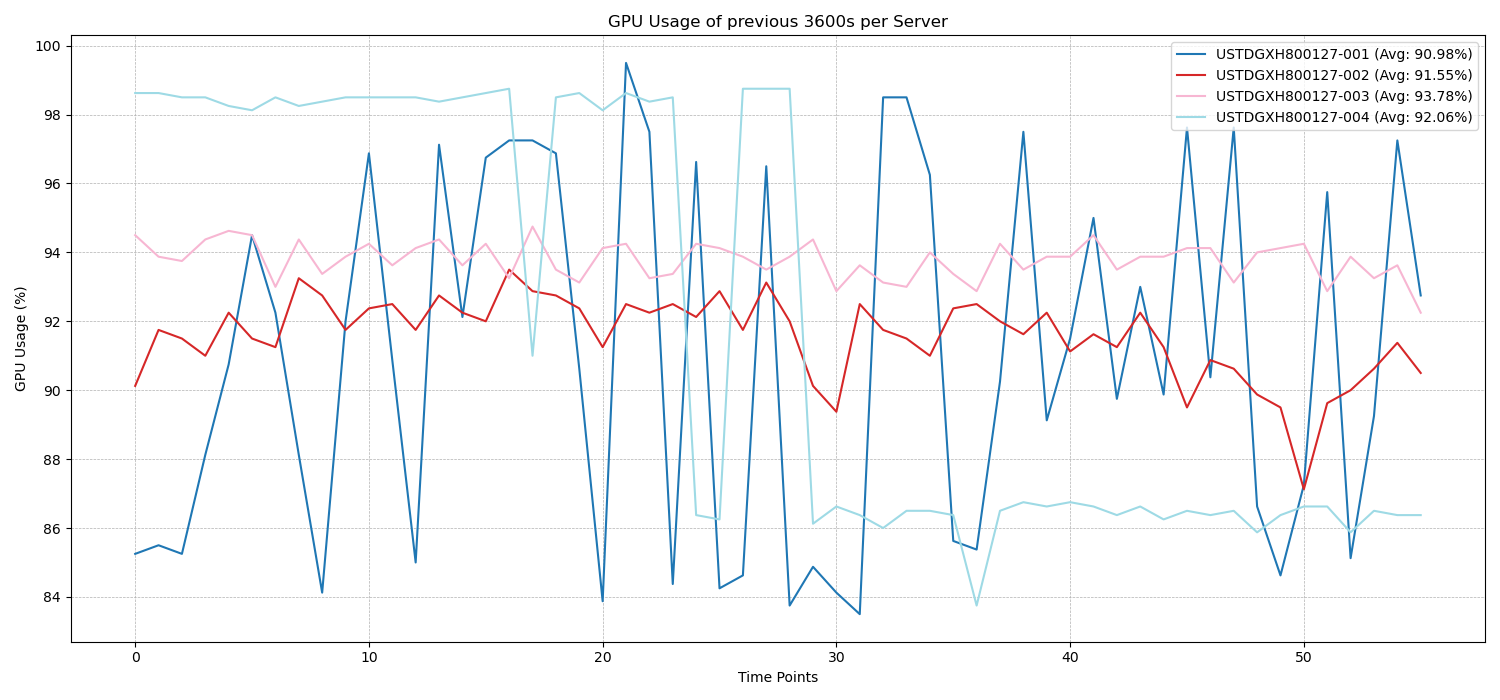 GPU Usage of previous 3600s per Server
USTDGXH800127-001 (Avg: 90.98%)
USTDGXH800127-002 (Avg: 91.55%)
USTDGXH800127-003 (Avg: 93.78%)
USTDGXH800127-004 (Avg: 92.06%)
GPU Usage (%)
100
98
96
94
92
90
88
86
84
0 10 20 30 40 50
Time Points